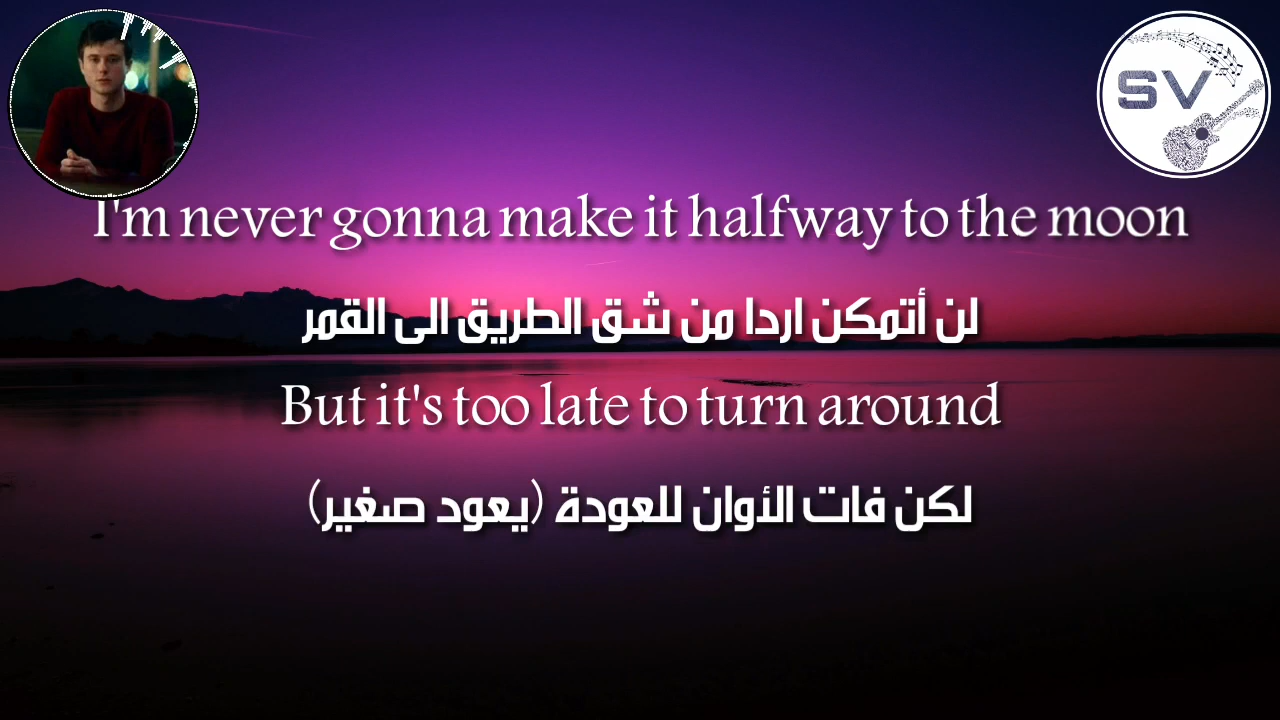 SV
I'm never gonna make it halfway to the moon
لن أتمكن اردا من شق الطريق الى القمر
But it's too late to turn around
لكن فات الأوان للعودة (يعود صغير)